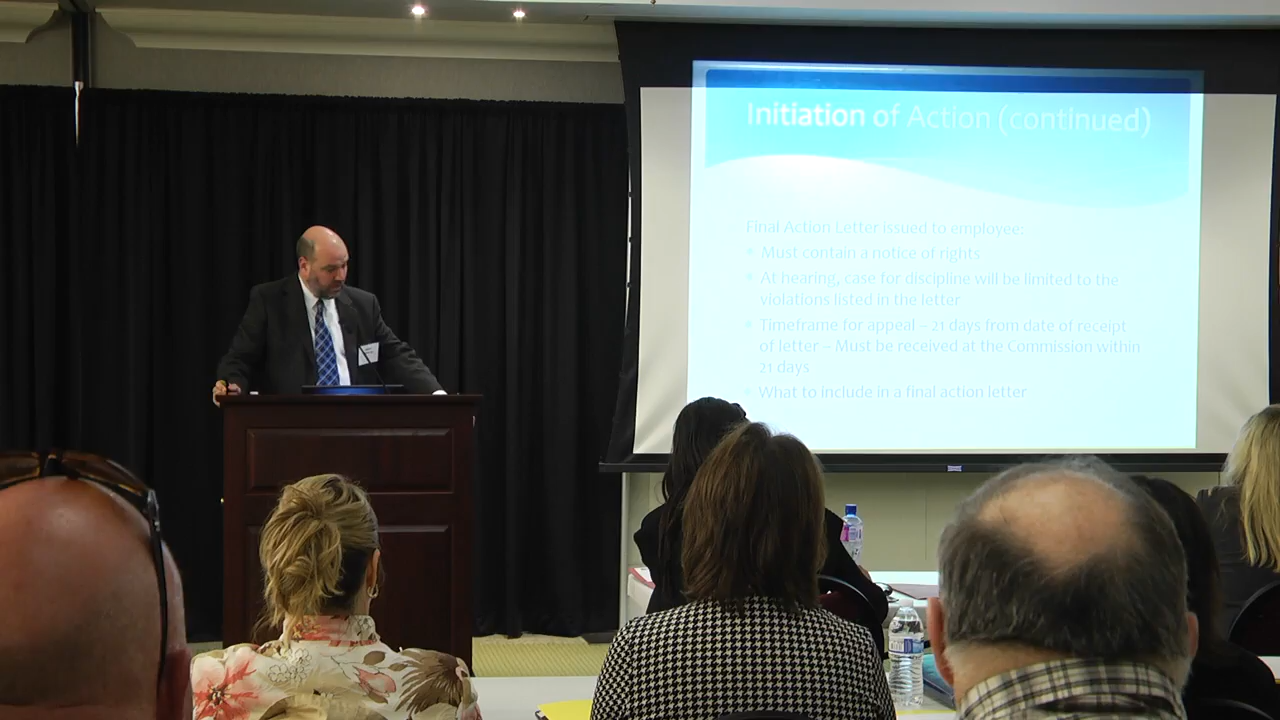 Initiation of Action (continued)
Final Action Letter issued to employee:
Must contain a notice of rights
At hearing, case for discipline will be limited to the
violations listed in the letter
Timeframe for appeal – 21 days from date of receipt
of letter – Must be received at the Commission within
21 days
What to include in a final action letter